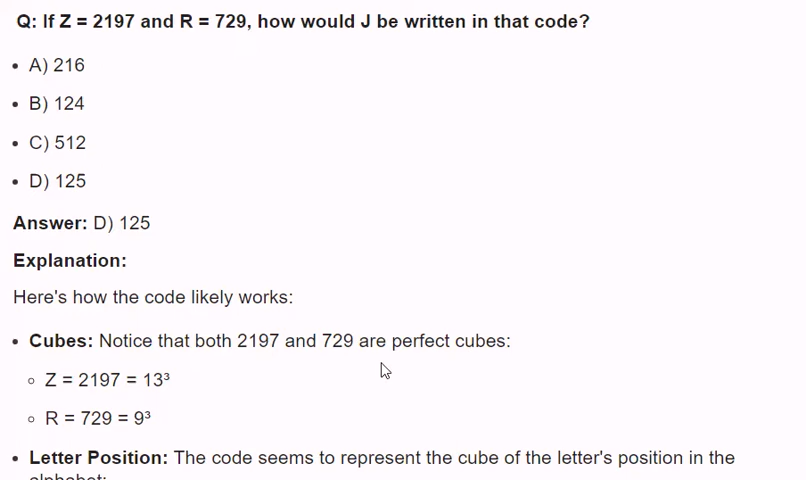 Q: If Z = 2197 and R = 729, how would J be written in that code?
• A) 216
• B) 124
• C) 512
• D) 125
Answer: D) 125
Explanation:
Here's how the code likely works:
• Cubes: Notice that both 2197 and 729 are perfect cubes:
○ Z = 2197 = 13³
○ R = 729 = 9³
• Letter Position: The code seems to represent the cube of the letter's position in the
alphabet: